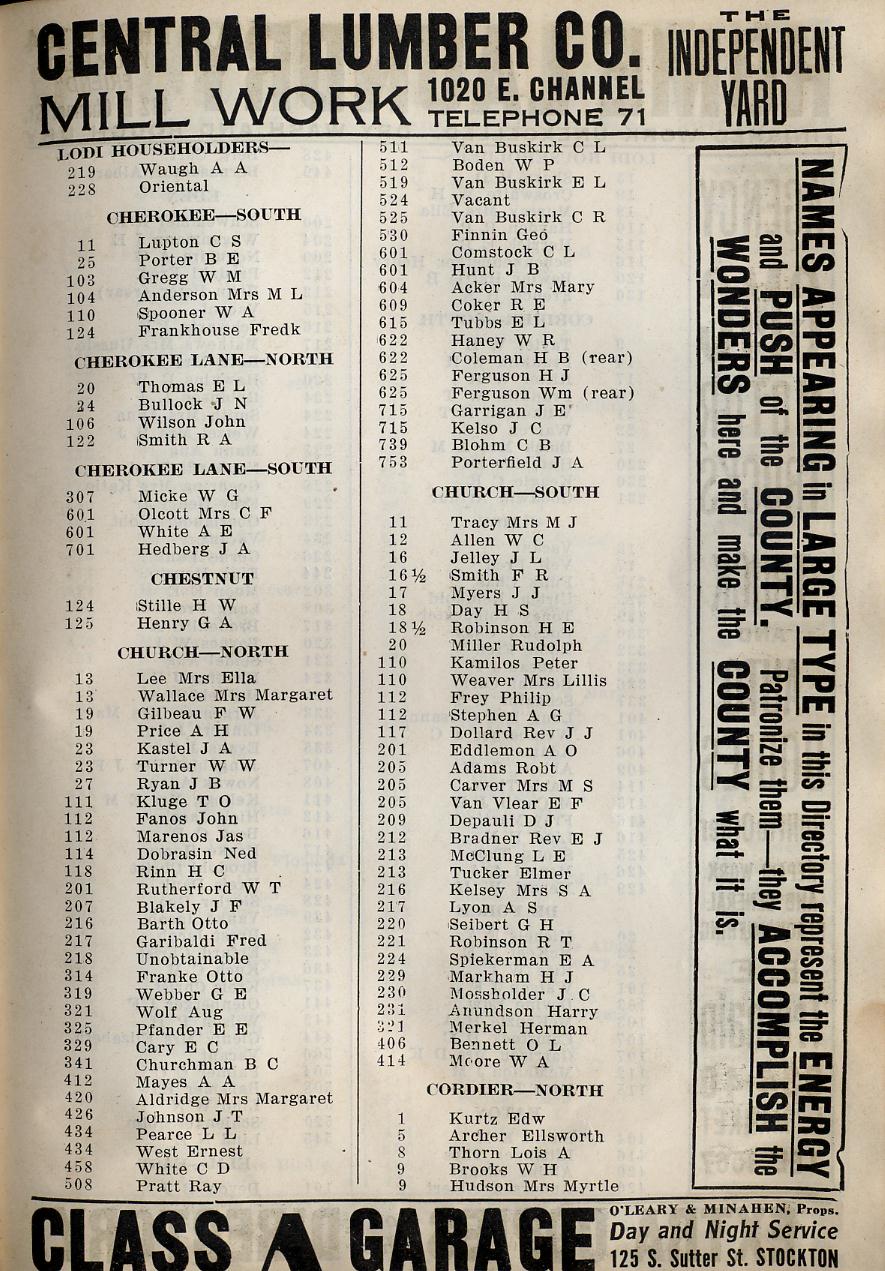 CENTRAL LUMBER CO.
MILL WORK
1020 E. CHANNEL
TELEPHONE 71
THE
INDEPENDENT
YARD
LODI HOUSEHOLDERS—
219 Waugh A A
228 Oriental
CHEROKEE—SOUTH
11 Lupton C S
25 Porter B E
103 Gregg W M
104 Anderson Mrs M L
110 Spooner W A
124 Frankhouse Fredk
CHEROKEE LANE—NORTH
20 Thomas E L
24 Bullock J N
106 Wilson John
122 Smith R A
CHEROKEE LANE—SOUTH
307 Micke W G
601 Olcott Mrs C F
601 White A E
701 Hedberg J A
CHESTNUT
124 Stille H W
125 Henry G A
CHURCH—NORTH
13 Lee Mrs Ella
13 Wallace Mrs Margaret
19 Gilbeau F W
19 Price A H
23 Kastel J A
23 Turner W W
27 Ryan J B
111 Kluge T O
112 Fanos John
112 Marenos Jas
114 Dobrasin Ned
118 Rinn H C
201 Rutherford W T
207 Blakely J F
216 Barth Otto
217 Garibaldi Fred
218 Unobtainable
314 Franke Otto
319 Webber G E
321 Wolf Aug
325 Pfander E E
329 Cary E C
341 Churchman B C
412 Mayes A A
420 Aldridge Mrs Margaret
426 Johnson J T
434 Pearce L L
434 West Ernest
458 White C D
508 Pratt Ray
511 Van Buskirk C L
512 Boden W P
519 Van Buskirk E L
524 Vacant
525 Van Buskirk C R
530 Finnin Geo
601 Comstock C L
601 Hunt J B
604 Acker Mrs Mary
609 Coker R E
615 Tubbs E L
622 Haney W R
622 Coleman H B (rear)
625 Ferguson H J
625 Ferguson Wm (rear)
715 Garrigan J E
715 Kelso J C
739 Blohm C B
753 Porterfield J A
CHURCH—SOUTH
11 Tracy Mrs M J
12 Allen W C
16 Jelley J L
16½ Smith F R
17 Myers J J
18 Day H S
18½ Robinson H E
20 Miller Rudolph
110 Kamilos Peter
110 Weaver Mrs Lillis
112 Frey Philip
112 Stephen A G
117 Dollard Rev J J
201 Eddlemon A O
205 Adams Robt
205 Carver Mrs M S
205 Van Vlear E F
209 Depauli D J
212 Bradner Rev E J
213 McClung L E
213 Tucker Elmer
216 Kelsey Mrs S A
217 Lyon A S
220 Seibert G H
221 Robinson R T
224 Spiekerman E A
229 Markham H J
230 Mossholder J C
231 Anundson Harry
321 Merkel Herman
406 Bennett O L
414 Moore W A
CORDIER—NORTH
1 Kurtz Edw
5 Archer Ellsworth
8 Thorn Lois A
9 Brooks W H
9 Hudson Mrs Myrtle
NAMES APPEARING in LARGE TYPE in this Directory represent the ENERGY
and PUSH of the COUNTY. Patronize them—they ACCOMPLISH the
WONDERS here and make the COUNTY what it is.
CLASS A GARAGE
O'LEARY & MINAHEN, Props.
Day and Night Service
125 S. Sutter St. STOCKTON